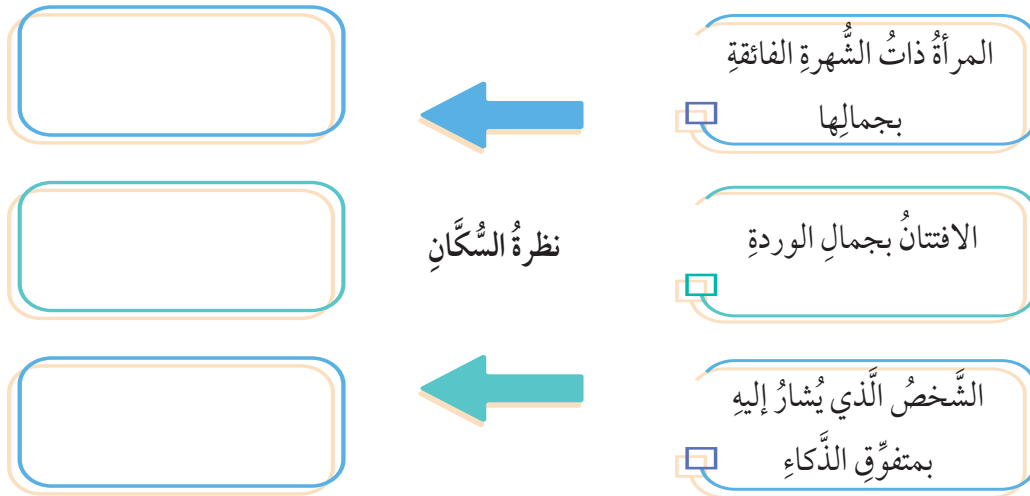 المرأةُ ذاتُ الشُّهرةِ الفائقةِ
بجمالِها
الافتتانُ بجمالِ الوردةِ
نظرةُ السُّكَّانِ
الشَّخصُ الَّذي يُشارُ إليهِ
بمتفوِّقِ الذَّكاءِ